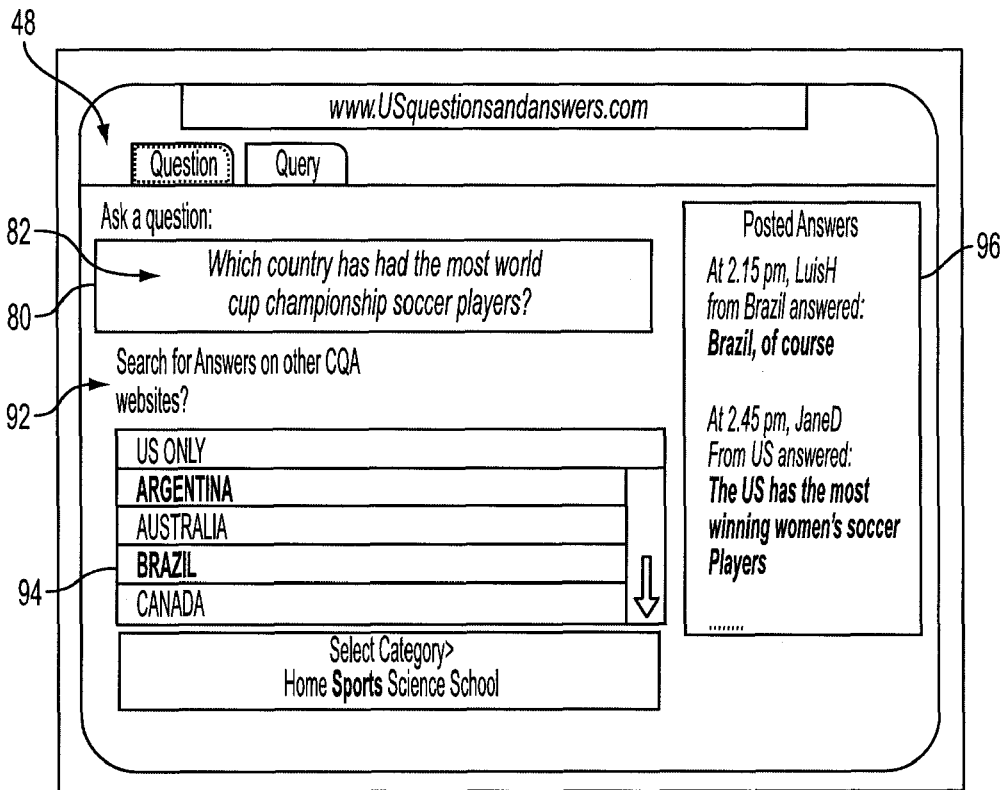 48
www.USquestionsandanswers.com
Question Query
Ask a question:
82
80
Which country has had the most world
cup championship soccer players?
92
Search for Answers on other CQA
websites?
94
US ONLY
ARGENTINA
AUSTRALIA
BRAZIL
CANADA
Select Category>
Home Sports Science School
96
Posted Answers
At 2.15 pm, LuisH
from Brazil answered:
Brazil, of course
At 2.45 pm, JaneD
From US answered:
The US has the most
winning women's soccer
Players
........